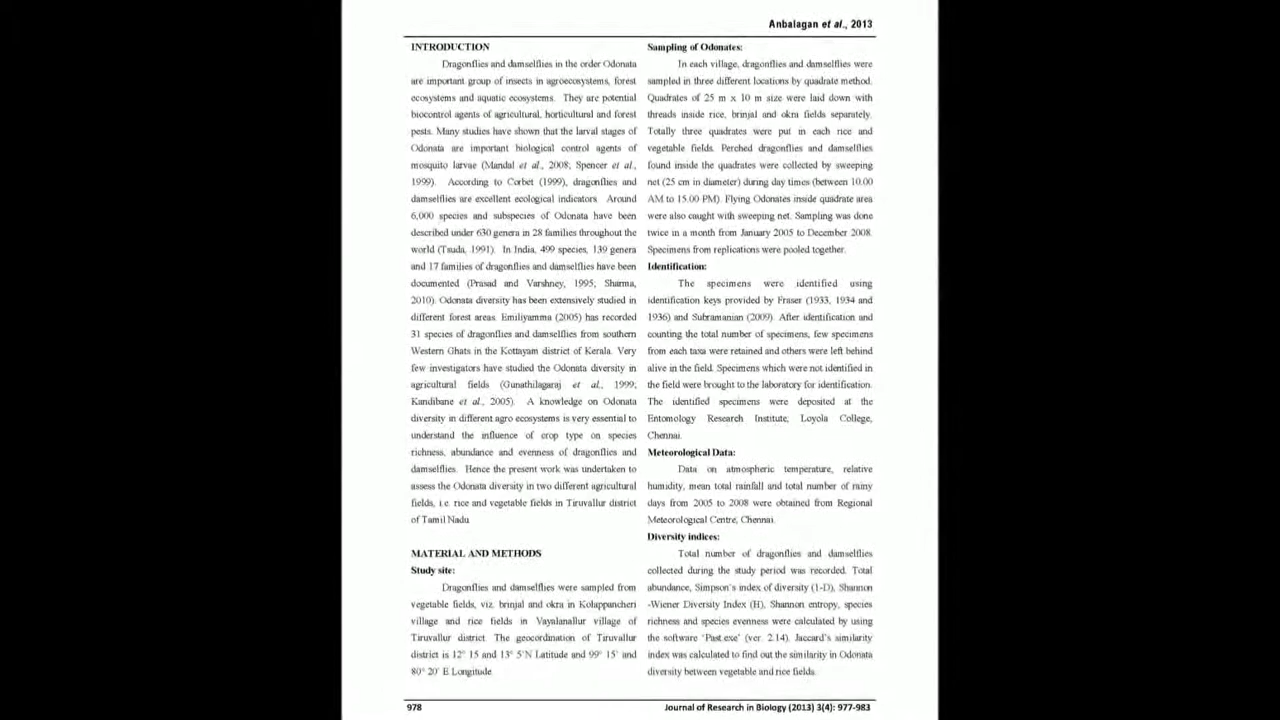 Anbalagan et al., 2013
INTRODUCTION
Dragonflies and damselflies in the order Odonata
are important group of insects in agroecosystems, forest
ecosystems and aquatic ecosystems. They are potential
biocontrol agents of agricultural, horticultural and forest
pests. Many studies have shown that the larval stages of
Odonata are important biological control agents of
mosquito larvae (Mandal et al., 2008; Spencer et al.,
1999). According to Corbet (1999), dragonflies and
damselflies are excellent ecological indicators. Around
6,000 species and subspecies of Odonata have been
described under 630 genera in 28 families throughout the
world (Tsuda, 1991). In India, 499 species, 139 genera
and 17 families of dragonflies and damselflies have been
documented (Prasad and Varshney, 1995; Sharma,
2010). Odonata diversity has been extensively studied in
different forest areas. Emiliyamma (2005) has recorded
31 species of dragonflies and damselflies from southern
Western Ghats in the Kottayam district of Kerala. Very
few investigators have studied the Odonata diversity in
agricultural fields (Gunathilagaraj et al., 1999;
Kandibane et al., 2005). A knowledge on Odonata
diversity in different agro ecosystems is very essential to
understand the influence of crop type on species
richness, abundance and evenness of dragonflies and
damselflies. Hence the present work was undertaken to
assess the Odonata diversity in two different agricultural
fields, i.e. rice and vegetable fields in Tiruvallur district
of Tamil Nadu.
MATERIAL AND METHODS
Study site:
Dragonflies and damselflies were sampled from
vegetable fields, viz. brinjal and okra in Kolappancheri
village and rice fields in Vayalanallur village of
Tiruvallur district. The geocordination of Tiruvallur
district is 12° 15 and 13° 5'N Latitude and 99° 15' and
80° 20' E Longitude.
Sampling of Odonates:
In each village, dragonflies and damselflies were
sampled in three different locations by quadrate method.
Quadrates of 25 m x 10 m size were laid down with
threads inside rice, brinjal and okra fields separately.
Totally three quadrates were put in each rice and
vegetable fields. Perched dragonflies and damselflies
found inside the quadrates were collected by sweeping
net (25 cm in diameter) during day times (between 10.00
AM to 15.00 PM). Flying Odonates inside quadrate area
were also caught with sweeping net. Sampling was done
twice in a month from January 2005 to December 2008.
Specimens from replications were pooled together.
Identification:
The specimens were identified using
identification keys provided by Fraser (1933, 1934 and
1936) and Subramanian (2009). After identification and
counting the total number of specimens, few specimens
from each taxa were retained and others were left behind
alive in the field. Specimens which were not identified in
the field were brought to the laboratory for identification.
The identified specimens were deposited at the
Entomology Research Institute, Loyola College,
Chennai.
Meteorological Data:
Data on atmospheric temperature, relative
humidity, mean total rainfall and total number of rainy
days from 2005 to 2008 were obtained from Regional
Meteorological Centre, Chennai.
Diversity indices:
Total number of dragonflies and damselflies
collected during the study period was recorded. Total
abundance, Simpson's index of diversity (1-D), Shannon
-Wiener Diversity Index (H), Shannon entropy, species
richness and species evenness were calculated by using
the software 'Past.exe' (ver. 2.14). Jaccard's similarity
index was calculated to find out the similarity in Odonata
diversity between vegetable and rice fields.
978
Journal of Research in Biology (2013) 3(4): 977-983